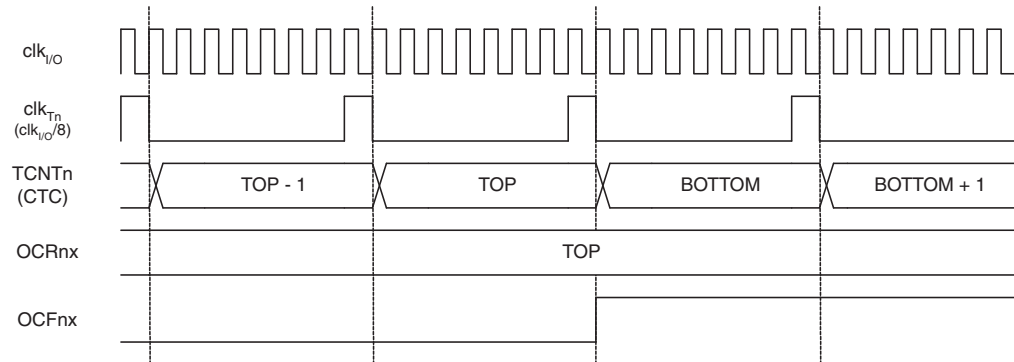 clkI/O
clkTn
(clkI/O/8)
TCNTn
(CTC)
TOP - 1
TOP
BOTTOM
BOTTOM + 1
OCRnx
TOP
OCFnx